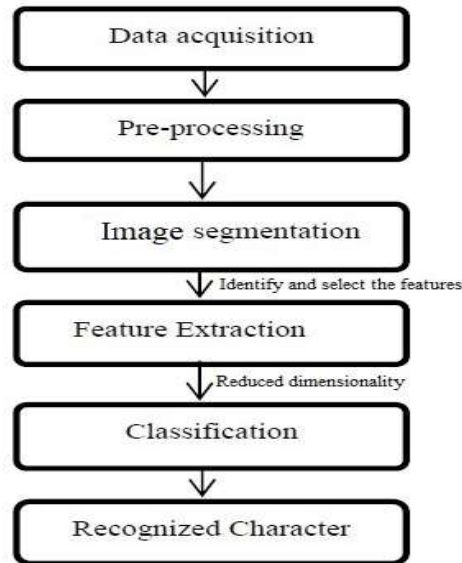 Data acquisition
Pre-processing
Image segmentation
Identify and select the features
Feature Extraction
Reduced dimensionality
Classification
Recognized Character